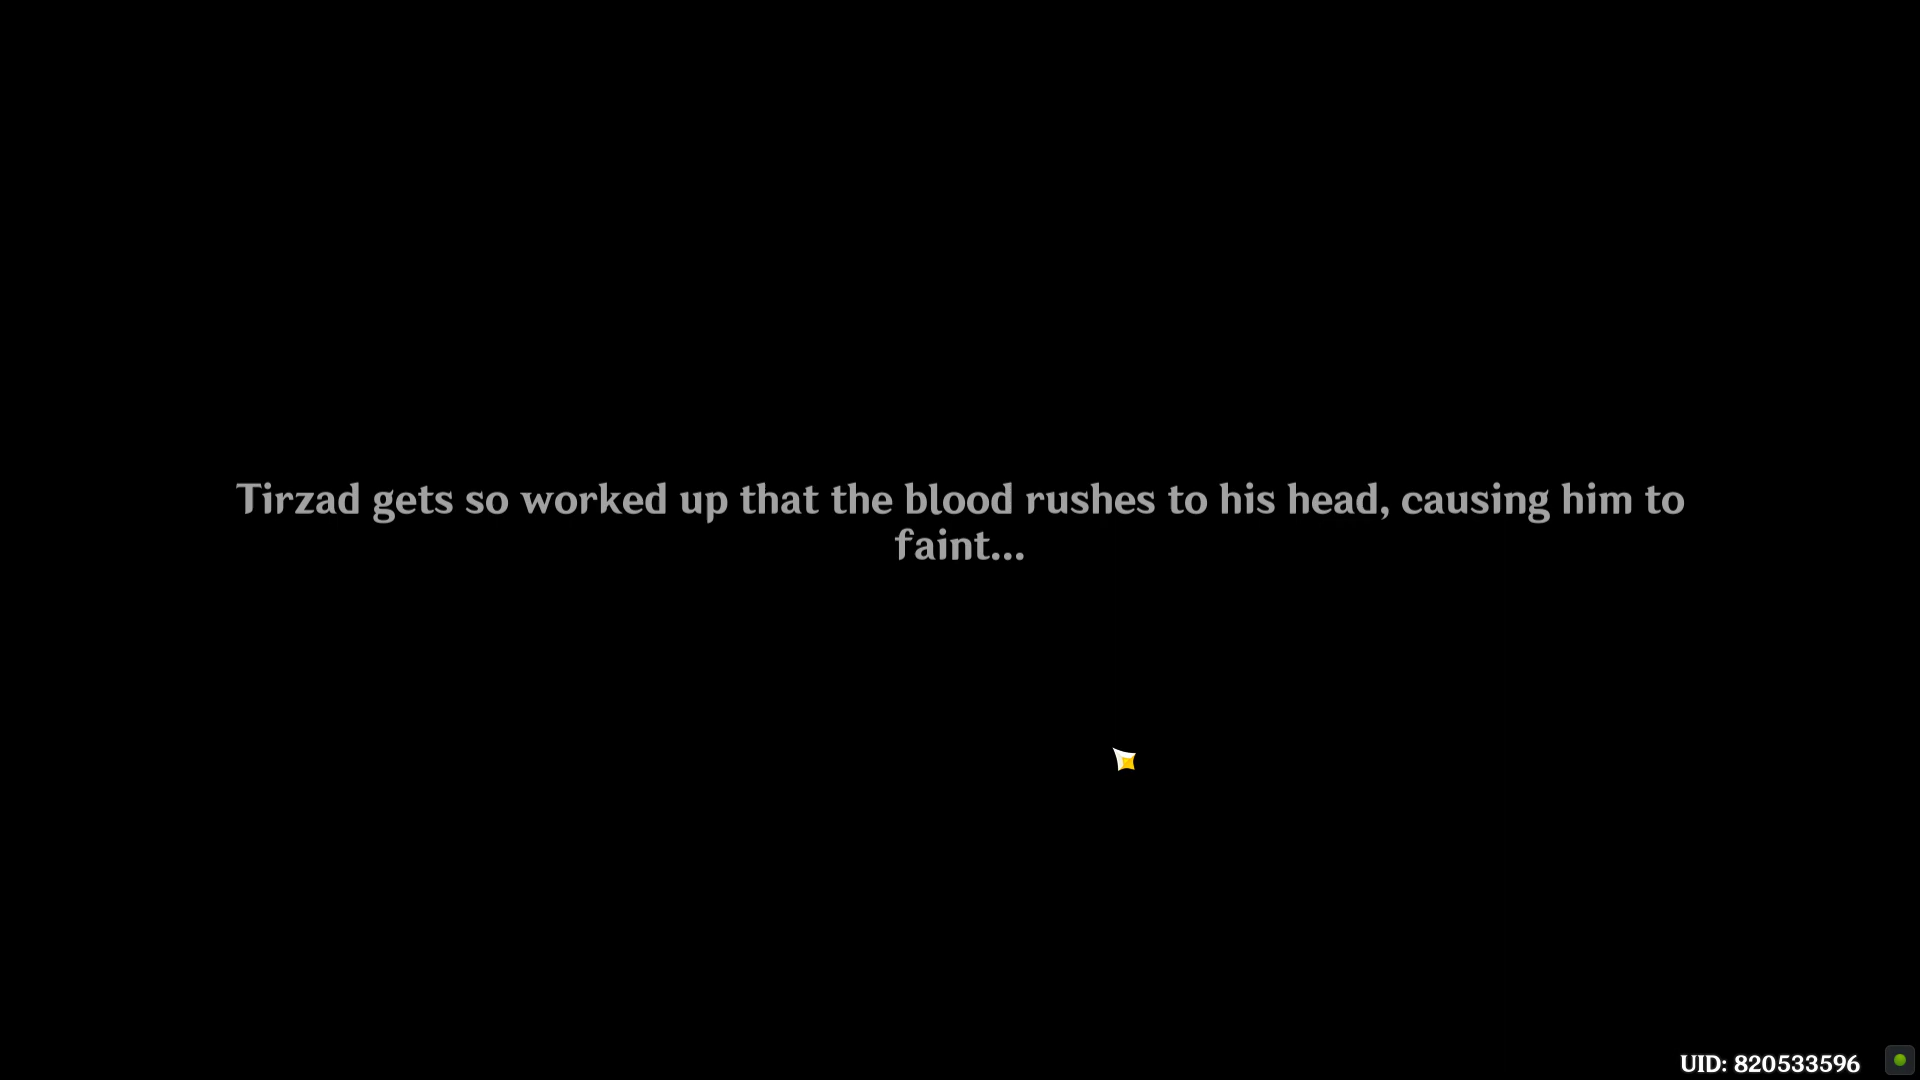 Tirzad gets so worked up that the blood rushes to his head, causing him to
faint...
UID: 820533596